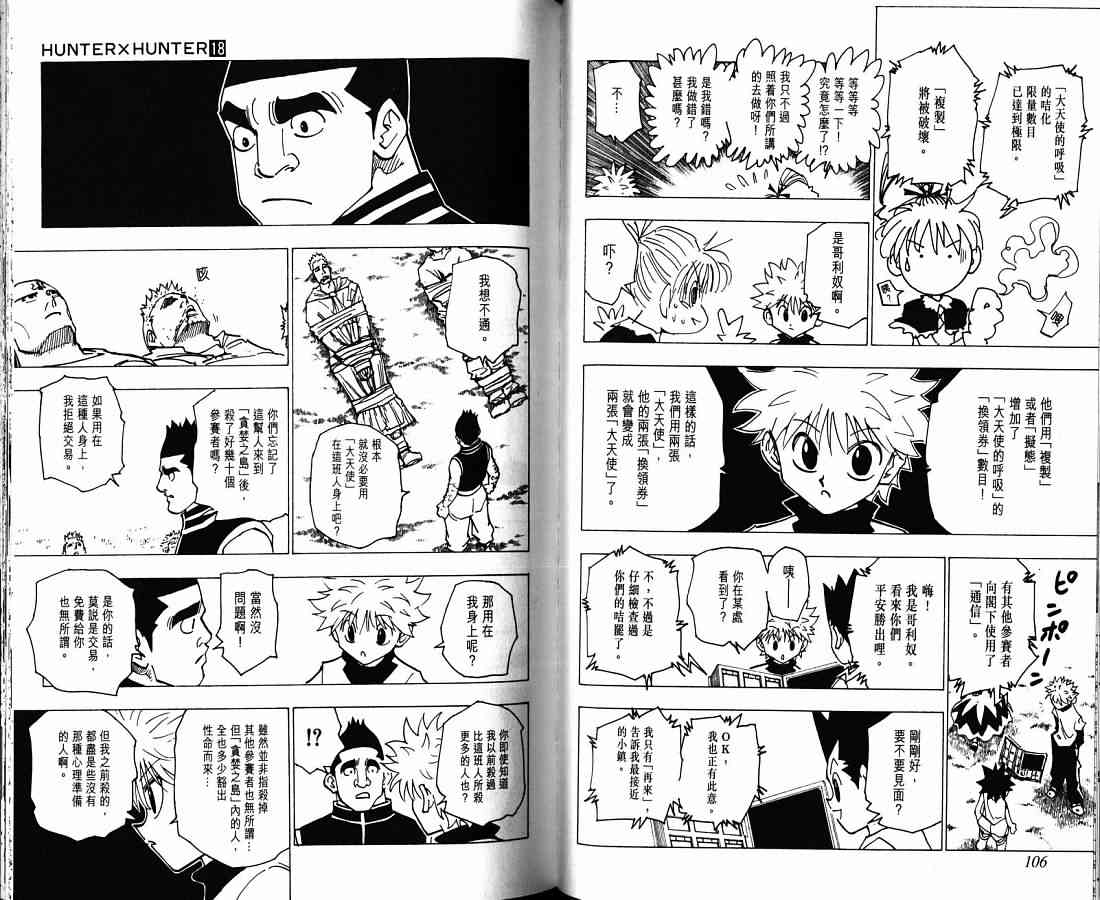 「大天使的呼吸」
的咭化
限量數目
已達到極限。
「複製」
將被破壞。
等等等
等等一下！
究竟怎麼了!?
我只不過
照着你們所講
的去做呀！
是我錯嗎？
我做錯了
甚麼嗎？
不…
是哥利奴啊。
吓？
他們用「複製」
或者「擬態」
增加了
「大天使的呼吸」的
「換領券」數目！
這樣的話，
我們用兩張
「大天使」，
他的兩張「換領券」
就會變成
兩張「大天使」了。
ピンポーン
有其他參賽者
向閣下使用了
「通信」。
嗨！
我是哥利奴。
看來你們
平安勝出哩。
咦
你在某處
看到了？
不，不過是
仔細檢查過
你們的咭罷了。
剛剛好，
要不要見面？
OK，
我也正有此意。
我只有「再來」，
告訴我最接近
的小鎮。
106
HUNTER×HUNTER 18
我想不通。
根本
就沒必要用
「大天使」
在這班人身上吧？
咳
你們忘記了
這幫人來到
「貪婪之島」後，
殺了好幾十個
參賽者嗎？
如果用在
這種人身上，
我拒絕交易。
那用在
我身上呢？
當然沒
問題啊！
是你的話，
莫說是交易，
免費給你
也無所謂。
你即使知道
我以前殺過
比這班人所殺
更多的人也？
!?
雖然並非指殺掉
其他參賽者也無所謂…
但「貪婪之島」內的人，
全也多少豁出
性命而來…
但我之前殺的，
都盡是些沒有
那種心理準備
的人啊。